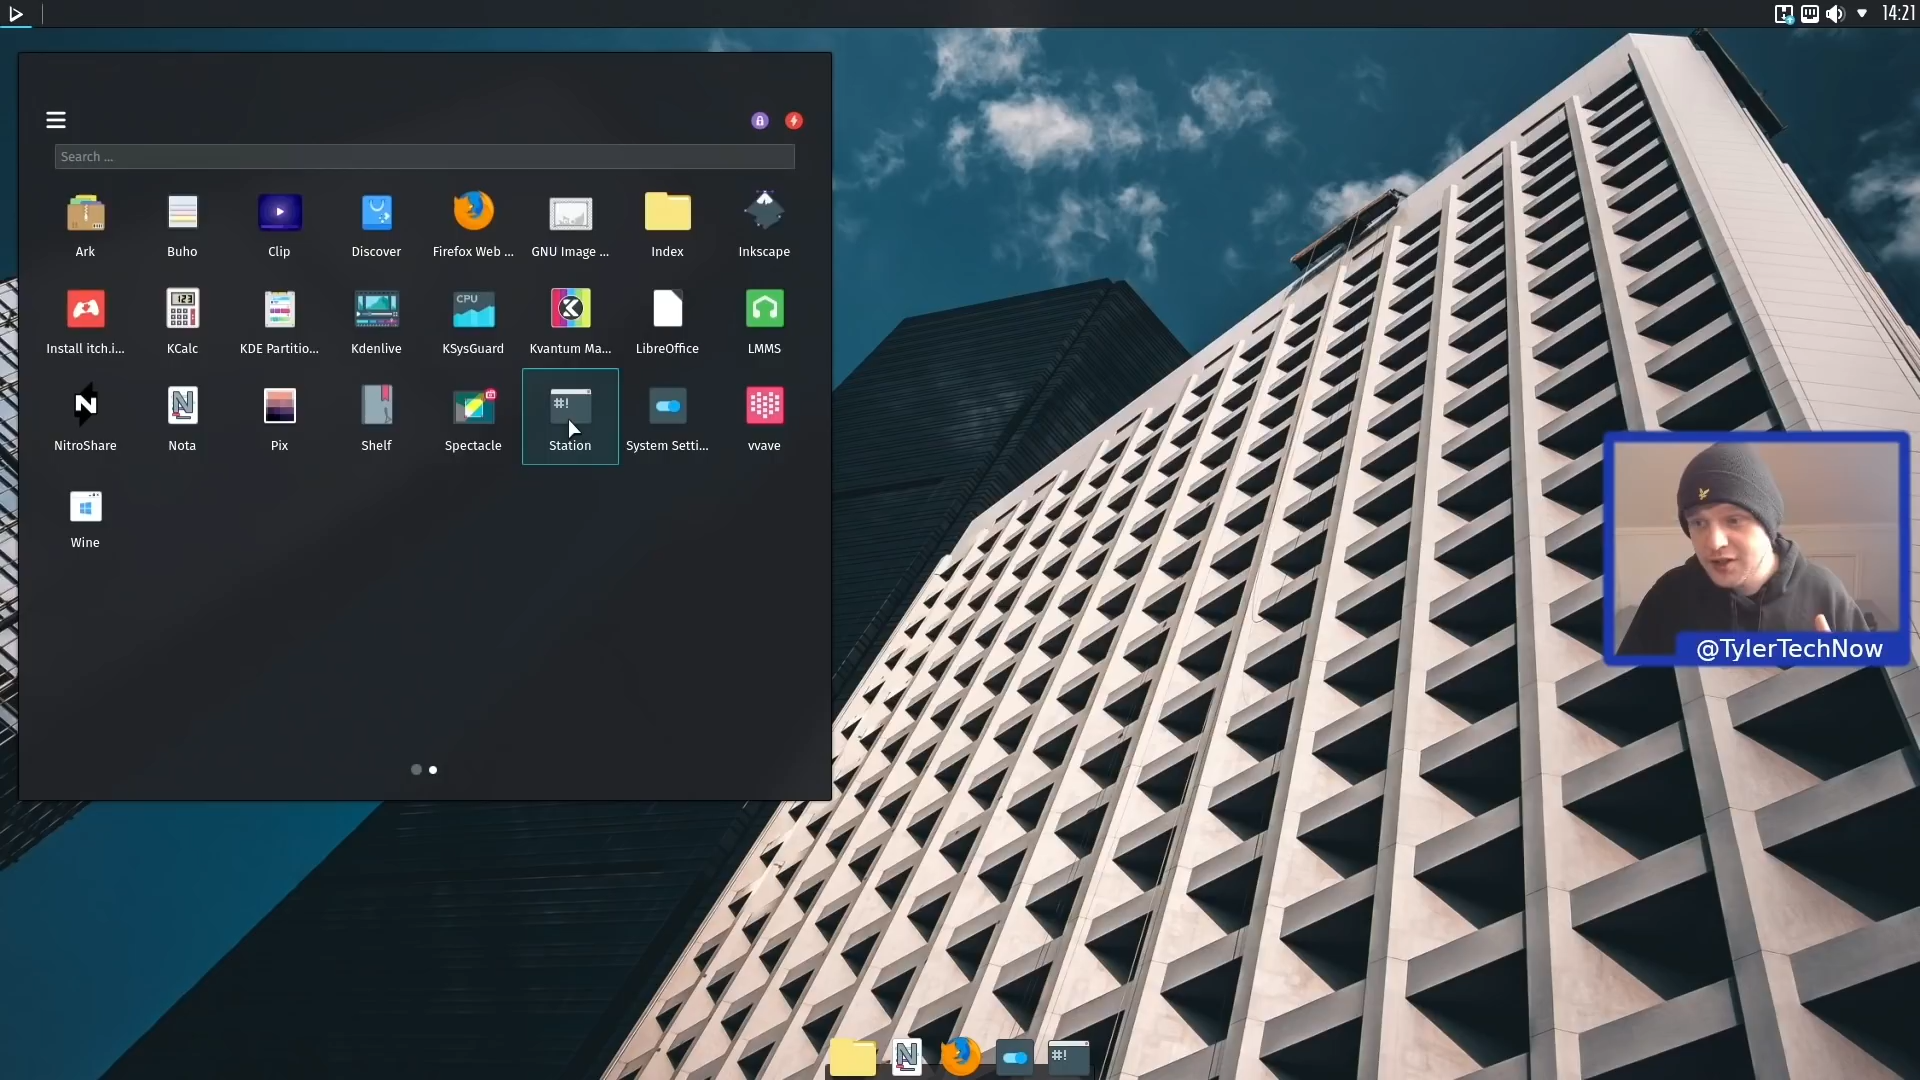 14:21
Search ...
Ark
Buho
Clip
Discover
Firefox Web ...
GNU Image ...
Index
Inkscape
123
CPU
Install itch.i...
KCalc
KDE Partitio...
Kdenlive
KSysGuard
Kvantum Ma...
LibreOffice
LMMS
N
N
#!
NitroShare
Nota
Pix
Shelf
Spectacle
Station
System Setti...
vvave
Wine
@TylerTechNow
N
#!